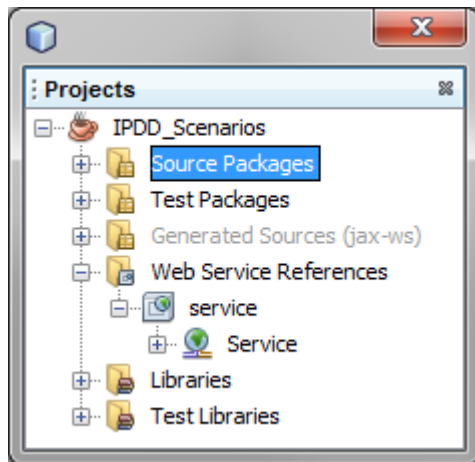 Projects
IPDD_Scenarios
Source Packages
Test Packages
Generated Sources (jax-ws)
Web Service References
service
Service
Libraries
Test Libraries